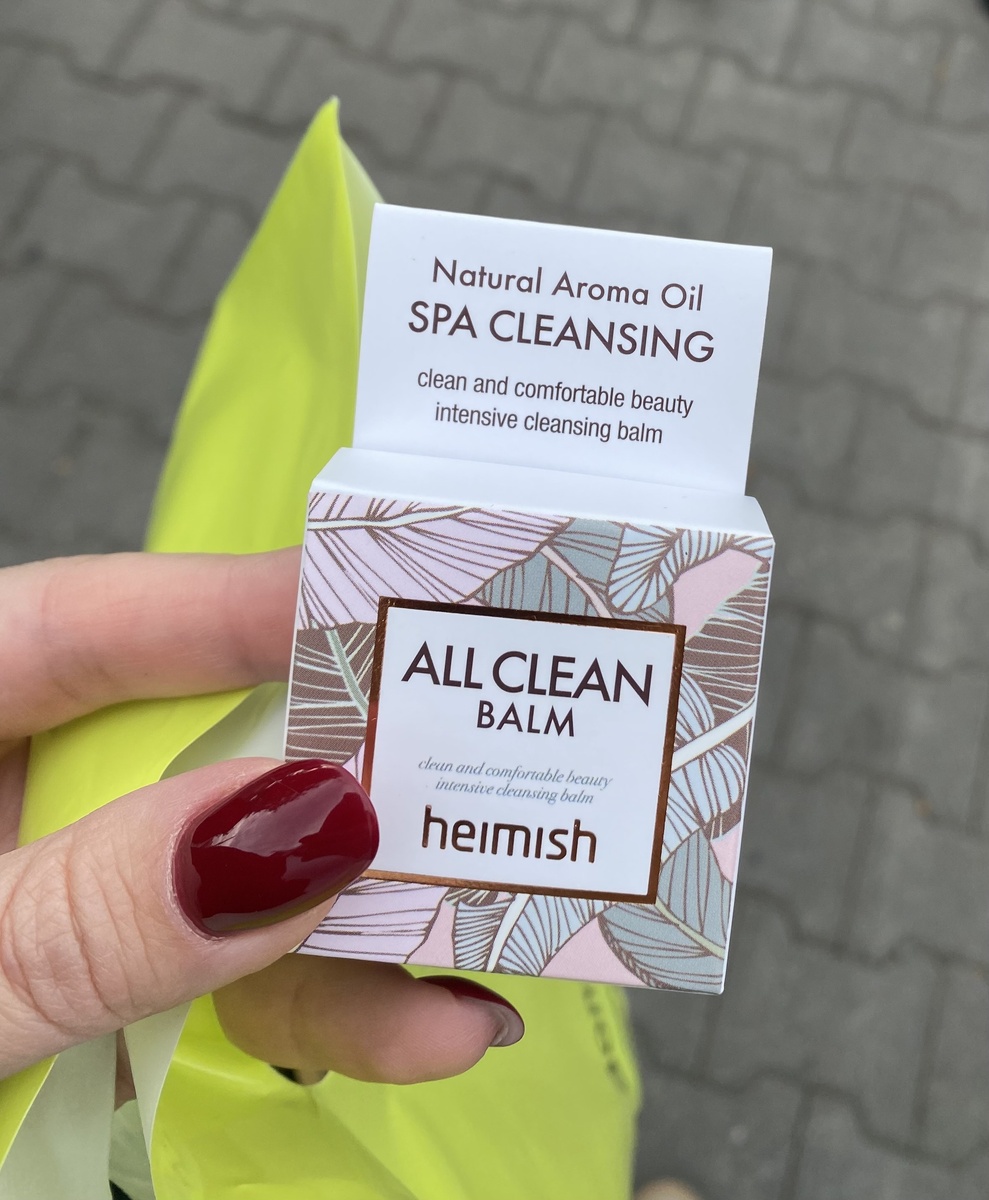 Natural Aroma Oil
SPA CLEANSING
clean and comfortable beauty
intensive cleansing balm
ALL CLEAN
BALM
clean and comfortable beauty
intensive cleansing balm
heimish